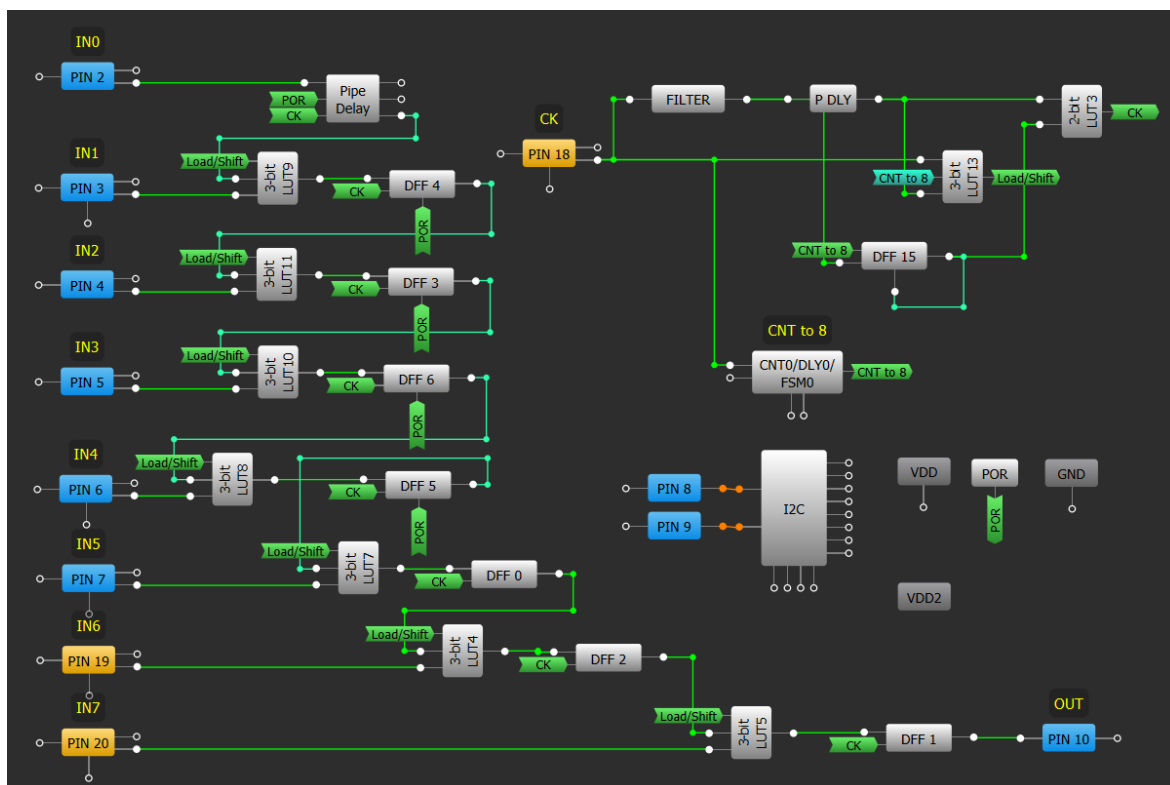 IN0
PIN 2
Pipe
Delay
POR
CK
IN1
PIN 3
Load/Shift
3-bit
LUT9
CK
DFF 4
POR
IN2
PIN 4
Load/Shift
3-bit
LUT11
CK
DFF 3
POR
IN3
PIN 5
Load/Shift
3-bit
LUT10
CK
DFF 6
POR
IN4
PIN 6
Load/Shift
3-bit
LUT8
CK
DFF 5
POR
IN5
PIN 7
Load/Shift
3-bit
LUT7
CK
DFF 0
IN6
PIN 19
Load/Shift
3-bit
LUT4
CK
DFF 2
IN7
PIN 20
Load/Shift
3-bit
LUT5
CK
DFF 1
OUT
PIN 10
CK
PIN 18
FILTER
P DLY
2-bit
LUT3
CK
CNT to 8
3-bit
LUT13
Load/Shift
CNT to 8
DFF 15
CNT to 8
CNT0/DLY0/
FSM0
CNT to 8
PIN 8
PIN 9
I2C
VDD
POR
POR
GND
VDD2